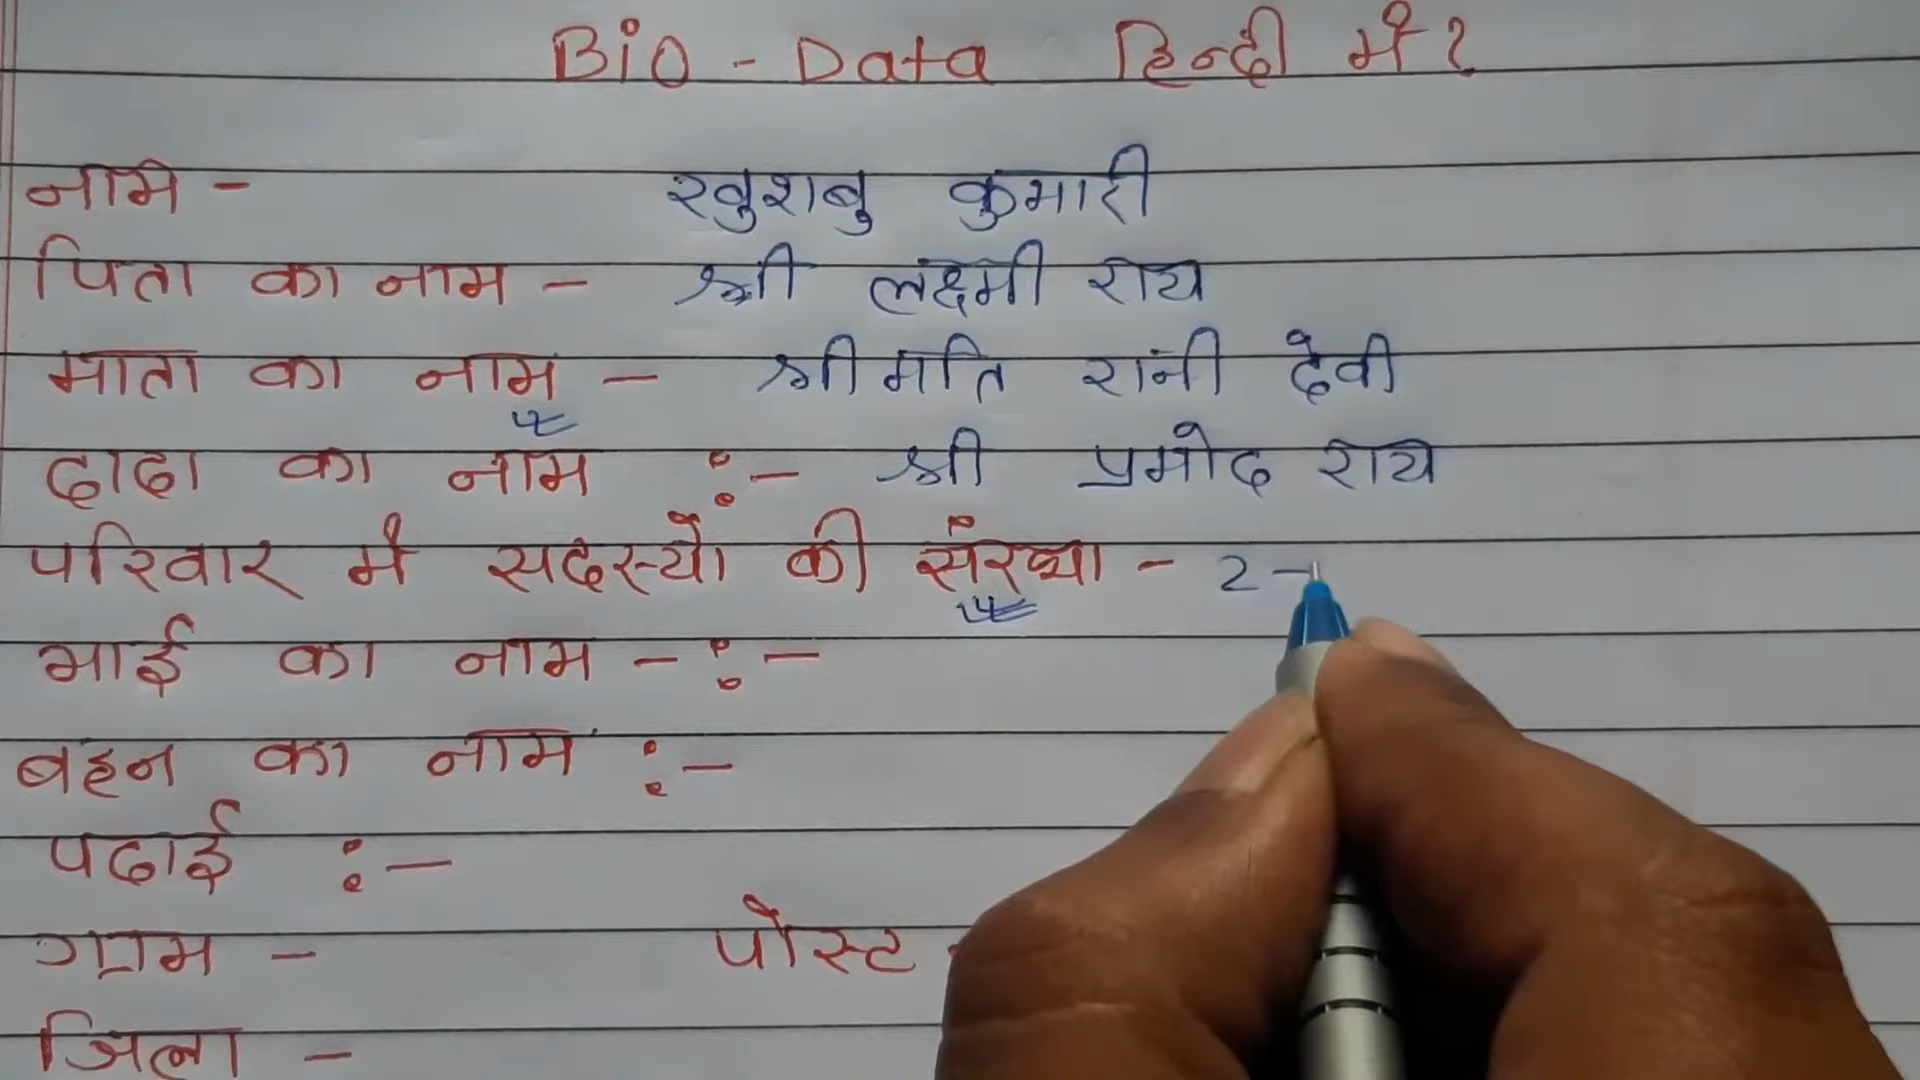 Bio - Data हिन्दी में ?
नाम - खुशबु कुमारी
पिता का नाम - श्री लक्ष्मी राय
माता का नाम - श्रीमति रानी देवी
दादा का नाम :- श्री प्रमोद राय
परिवार में सदस्यों की संख्या - 2 -
भाई का नाम - :-
बहन का नाम :-
पढाई :-
ग्राम - पोस्ट -
जिला -